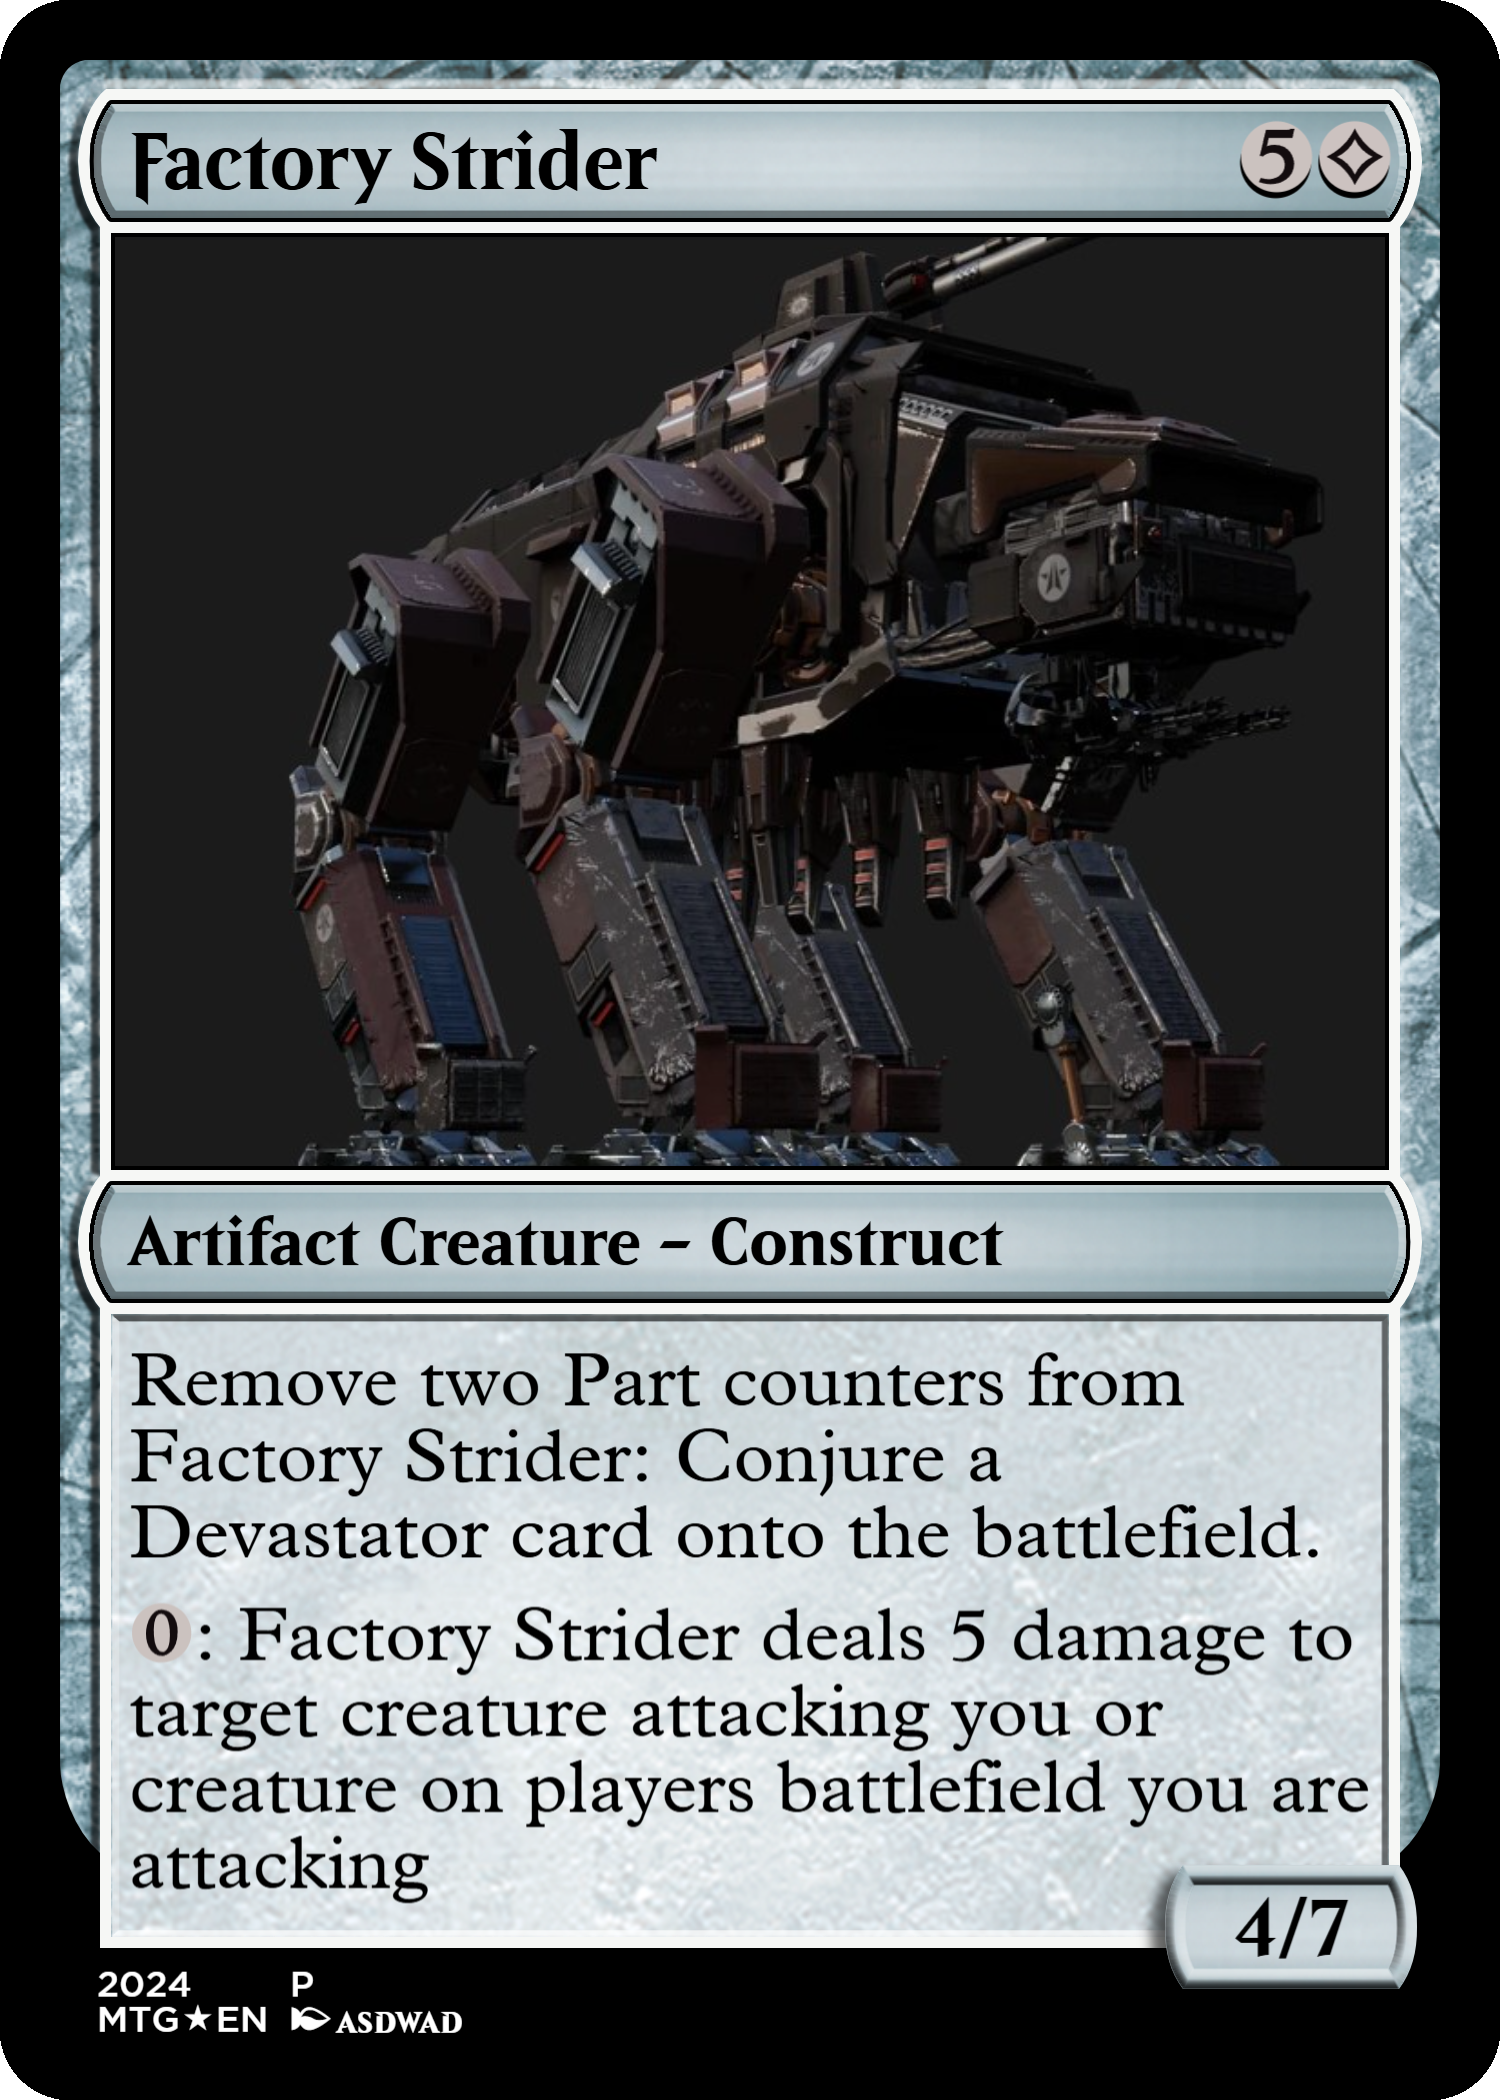 Factory Strider 5
Artifact Creature – Construct
Remove two Part counters from
Factory Strider: Conjure a
Devastator card onto the battlefield.
0: Factory Strider deals 5 damage to
target creature attacking you or
creature on players battlefield you are
attacking
4/7
2024 P
MTG★EN ASDWAD